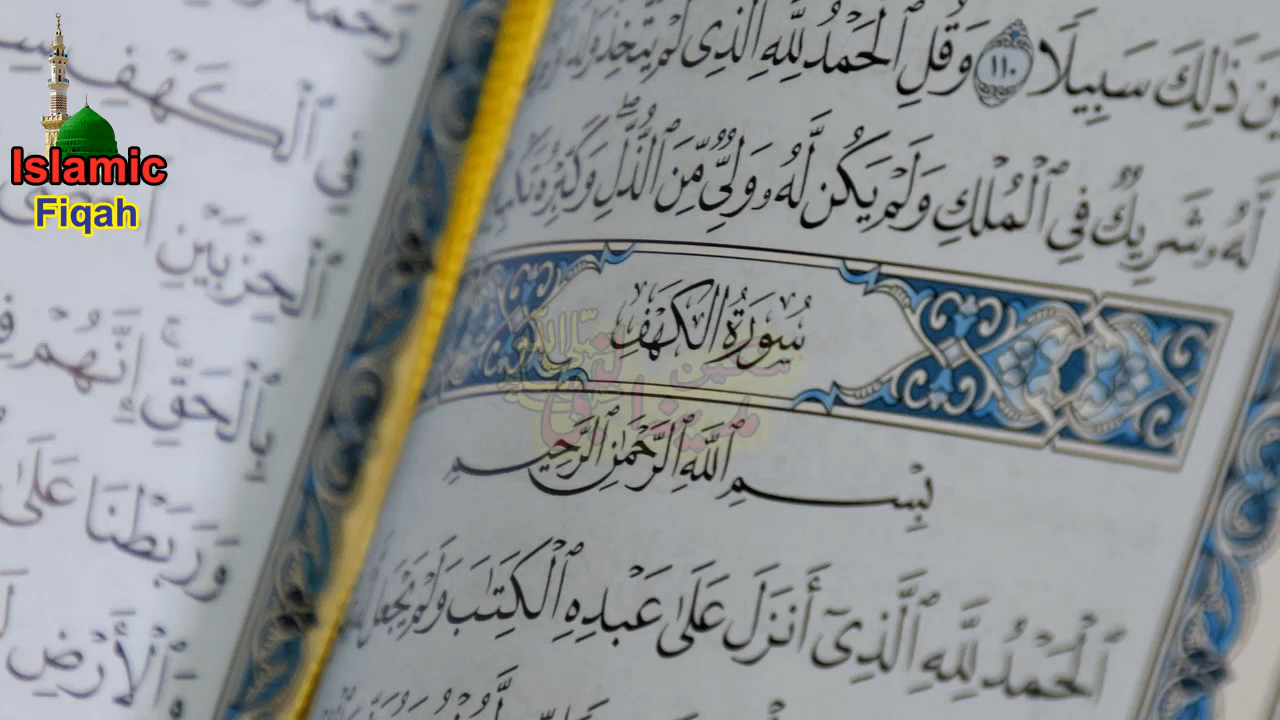 Islamic
Fiqah
ذَٰلِكَ سَبِيلًا ١١٠ وَقُلِ ٱلْحَمْدُ لِلَّهِ ٱلَّذِى لَمْ يَتَّخِذْ وَلَدًا
لَّهُۥ شَرِيكٌ فِى ٱلْمُلْكِ وَلَمْ يَكُن لَّهُۥ وَلِىٌّ مِّنَ ٱلذُّلِّ وَكَبِّرْهُ
سُورَةُ الكَهْفِ
بِسْمِ ٱللَّهِ ٱلرَّحْمَٰنِ ٱلرَّحِيمِ
ٱلْحَمْدُ لِلَّهِ ٱلَّذِىٓ أَنزَلَ عَلَىٰ عَبْدِهِ ٱلْكِتَٰبَ وَلَمْ يَجْعَل
فِى ٱلْكَهْفِ
ٱلْحِزْبَيْنِ
بِٱلْحَقِّ ۚ إِنَّهُمْ
وَرَبَطْنَا عَلَىٰ
وَٱلْأَرْضِ